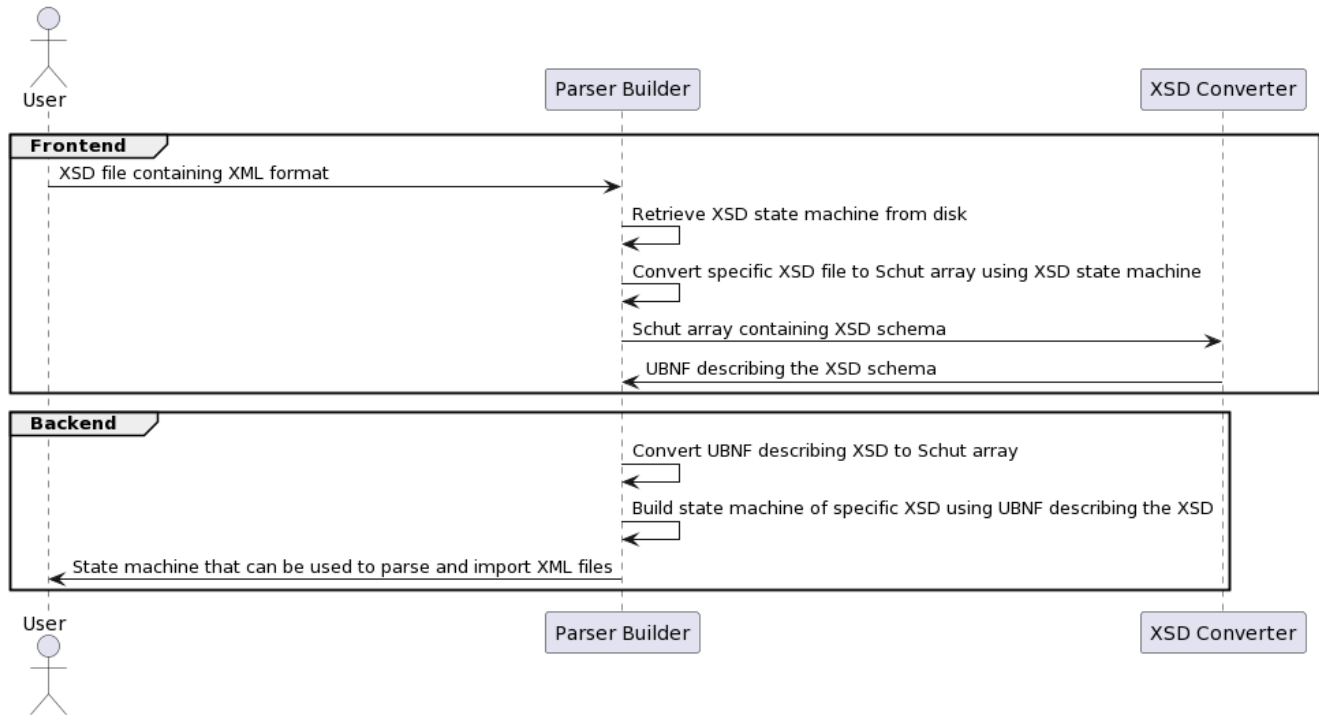 User
Parser Builder
XSD Converter
Frontend
XSD file containing XML format
Retrieve XSD state machine from disk
Convert specific XSD file to Schut array using XSD state machine
Schut array containing XSD schema
UBNF describing the XSD schema
Backend
Convert UBNF describing XSD to Schut array
Build state machine of specific XSD using UBNF describing the XSD
State machine that can be used to parse and import XML files
User
Parser Builder
XSD Converter